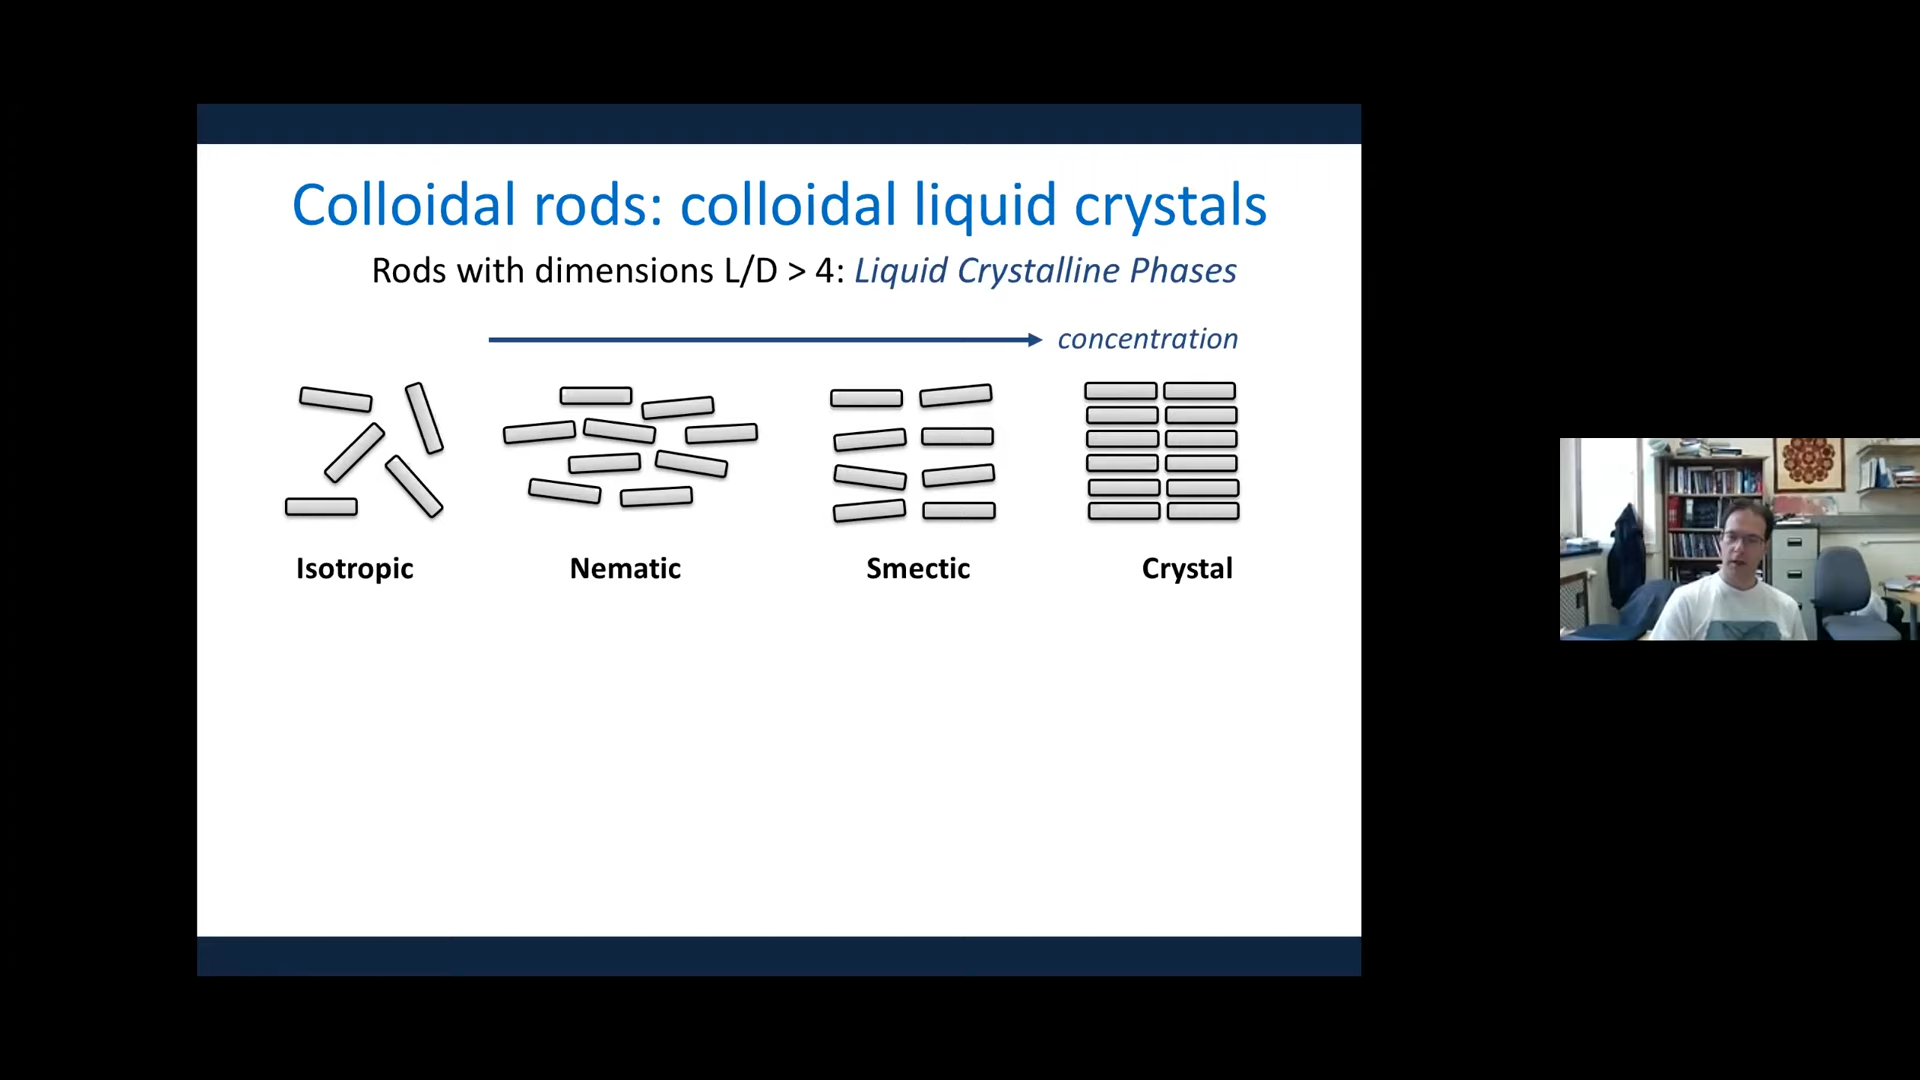 Colloidal rods: colloidal liquid crystals
Rods with dimensions L/D > 4: Liquid Crystalline Phases
concentration
Isotropic Nematic Smectic Crystal